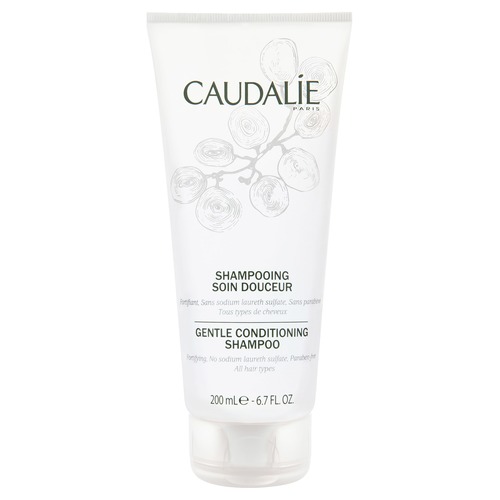 CAUDALÍE
PARIS
SHAMPOOING
SOIN DOUCEUR
Fortifiant, Sans sodium laureth sulfate, Sans parabène
Tous types de cheveux
GENTLE CONDITIONING
SHAMPOO
Fortifying, No sodium laureth sulfate, Paraben-free
All hair types
200 mL e - 6.7 FL. OZ.